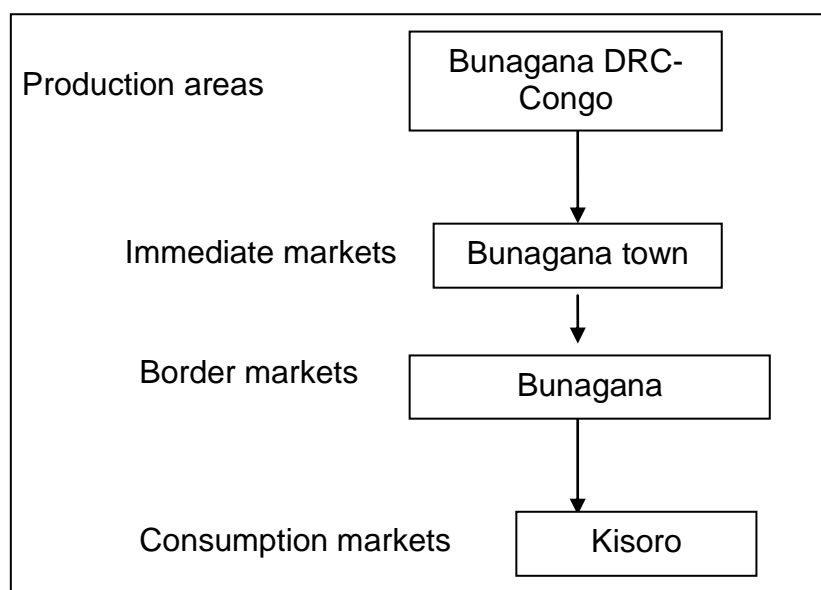 Production areas
Bunagana DRC-
Congo
Immediate markets
Bunagana town
Border markets
Bunagana
Consumption markets
Kisoro